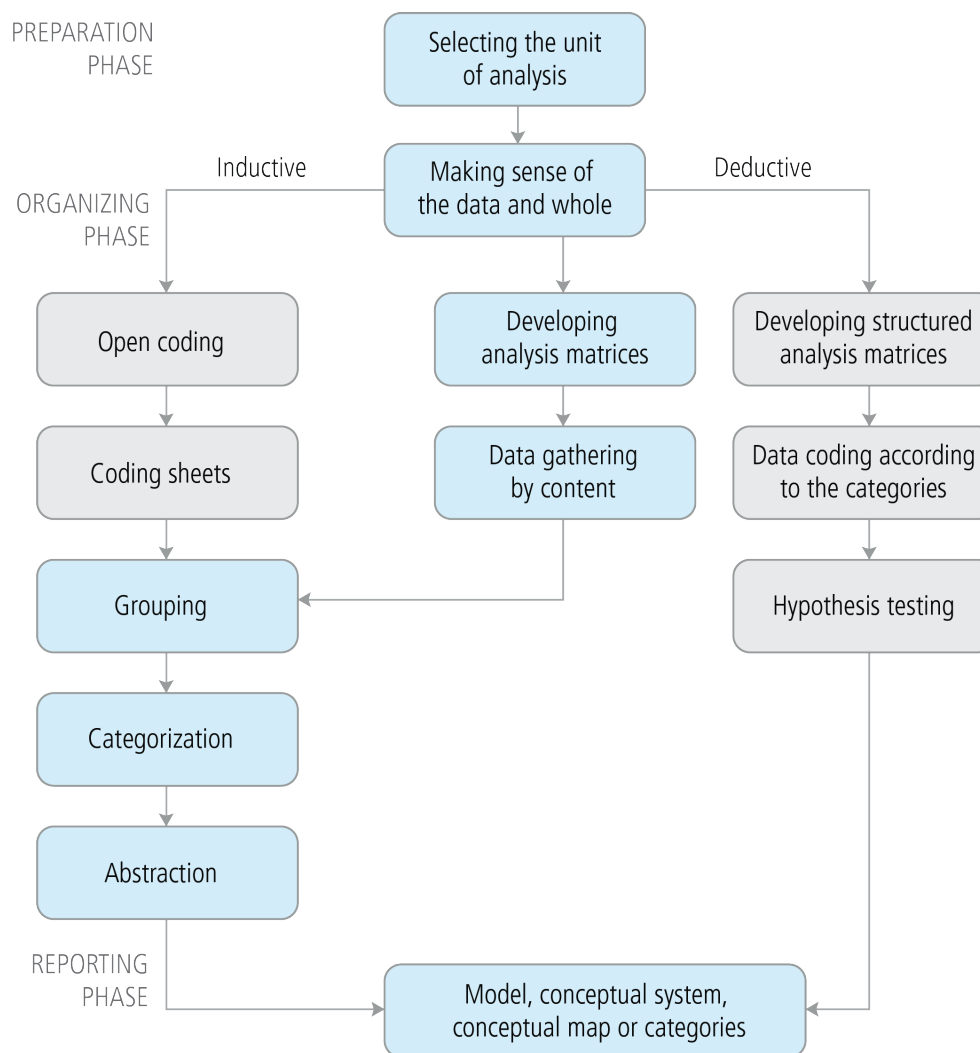 PREPARATION
PHASE
Selecting the unit
of analysis
Inductive
Making sense of
the data and whole
Deductive
ORGANIZING
PHASE
Open coding
Developing
analysis matrices
Developing structured
analysis matrices
Coding sheets
Data gathering
by content
Data coding according
to the categories
Grouping
Hypothesis testing
Categorization
Abstraction
REPORTING
PHASE
Model, conceptual system,
conceptual map or categories